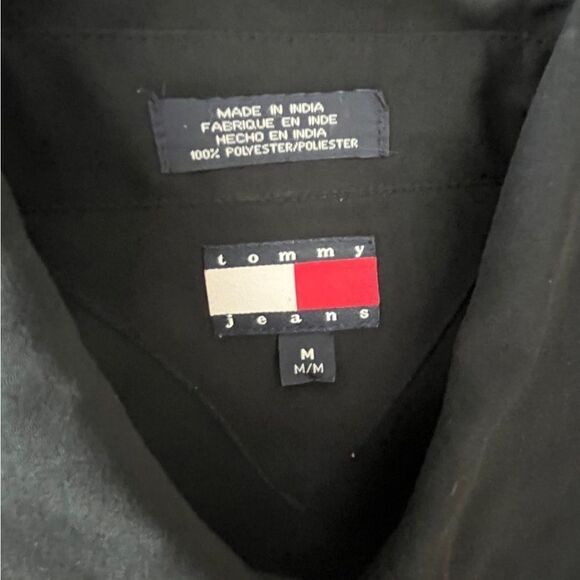 MADE IN INDIA
FABRIQUE EN INDE
HECHO EN INDIA
100% POLYESTER/POLIESTER
tommy
jeans
M
M/M